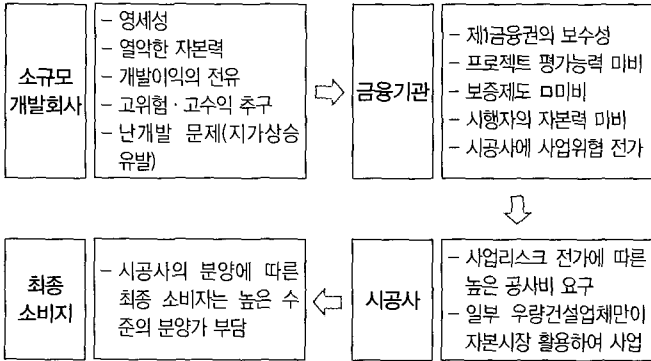 소규모
개발회사
– 영세성
– 열악한 자본력
– 개발이익의 전유
– 고위험·고수익 추구
– 난개발 문제(지가상승
유발)
금융기관
– 제1금융권의 보수성
– 프로젝트 평가능력 미비
– 보증제도 ㅁ미비
– 시행자의 자본력 미비
– 시공사에 사업위협 전가
시공사
– 사업리스크 전가에 따른
높은 공사비 요구
– 일부 우량건설업체만이
자본시장 활용하여 사업
최종
소비지
– 시공사의 분양에 따른
최종 소비자는 높은 수
준의 분양가 부담